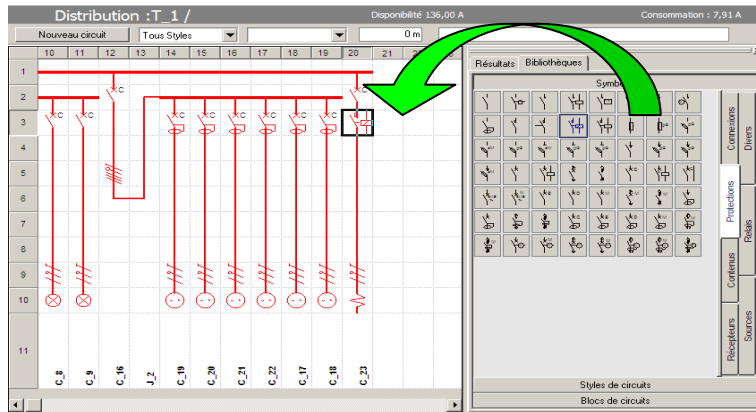 Distribution :T_1 / Disponibilité 136,00 A Consommation : 7,91 A
Nouveau circuit Tous Styles 0 m
10 11 12 13 14 15 16 17 18 19 20 21
1
2
3
4
5
6
7
8
9
10
11
C C C C C C C C C C
C_8 C_9 C_16 J_2 C_19 C_20 C_21 C_22 C_17 C_18 C_23
Résultats Bibliothèques
Symb
Connexions
Divers
Protections
Relais
Contenus
Récepteurs
Sources
Styles de circuits
Blocs de circuits